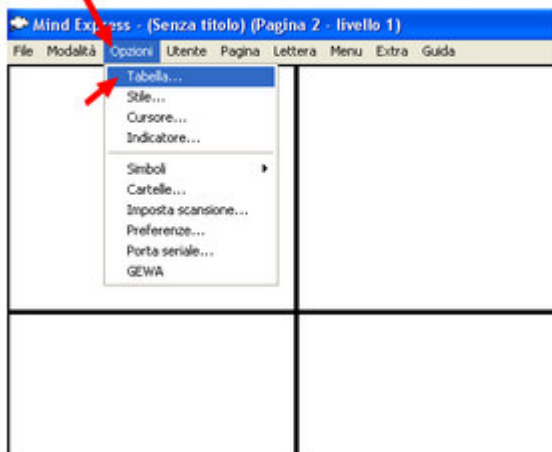 Mind Express - (Senza titolo) (Pagina 2 - livello 1)
File Modalità Opzioni Utente Pagina Lettera Menu Extra Guida
Tabella...
Stile...
Cursore...
Indicatore...
Simboli
Cartelle...
Imposta scansione...
Preferenze...
Porta seriale...
GEWA